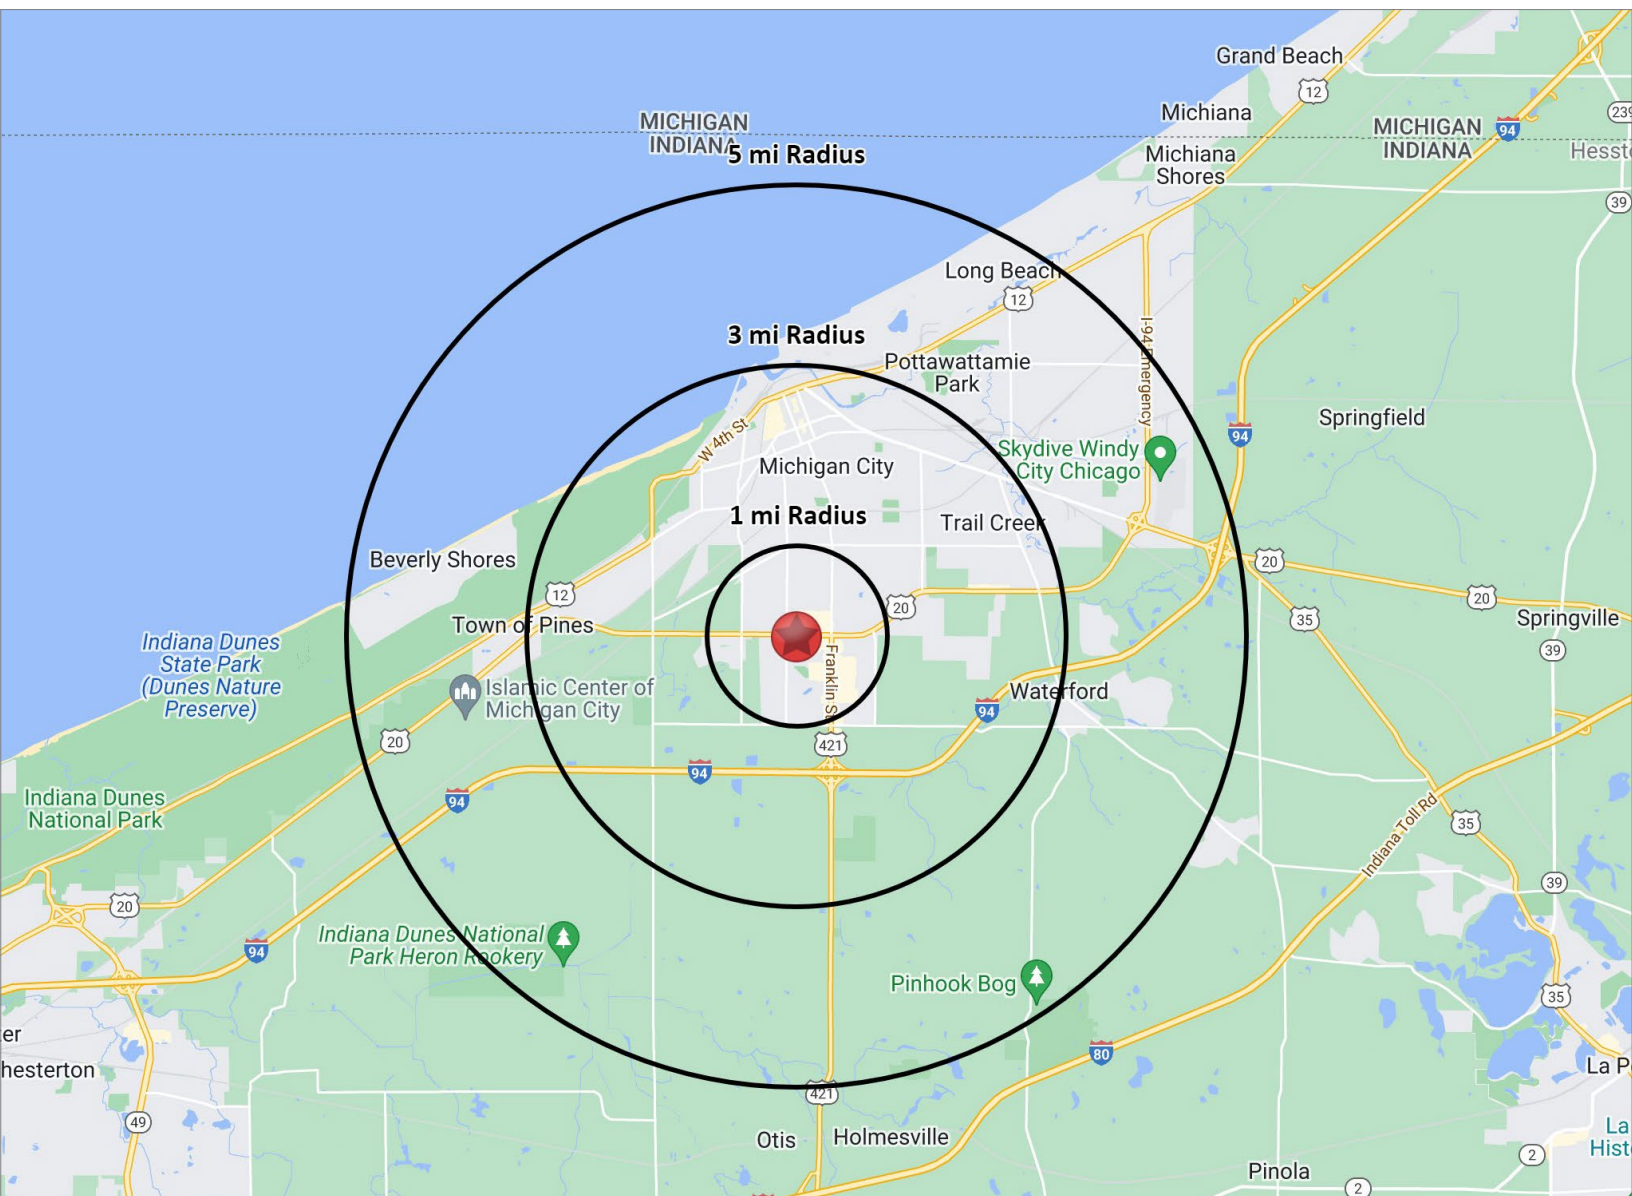 Grand Beach
12
239
Michiana
MICHIGAN
INDIANA
MICHIGAN
INDIANA
94
5 mi Radius
Michiana
Shores
Hessto
39
Long Beach
12
3 mi Radius
Pottawattamie
Park
I-94 Emergency
Springfield
94
W 4th St
Skydive Windy
City Chicago
Michigan City
1 mi Radius
Trail Creek
Beverly Shores
20
12
20
20
35
Springville
Town of Pines
Indiana Dunes
State Park
(Dunes Nature
Preserve)
39
Franklin St
Islamic Center of
Michigan City
Waterford
94
20
421
94
94
Indiana Dunes
National Park
Indiana Toll Rd
35
39
20
Indiana Dunes National
Park Heron Rookery
94
Pinhook Bog
35
er
80
hesterton
La P
421
49
Otis
Holmesville
La
Hist
2
Pinola
2